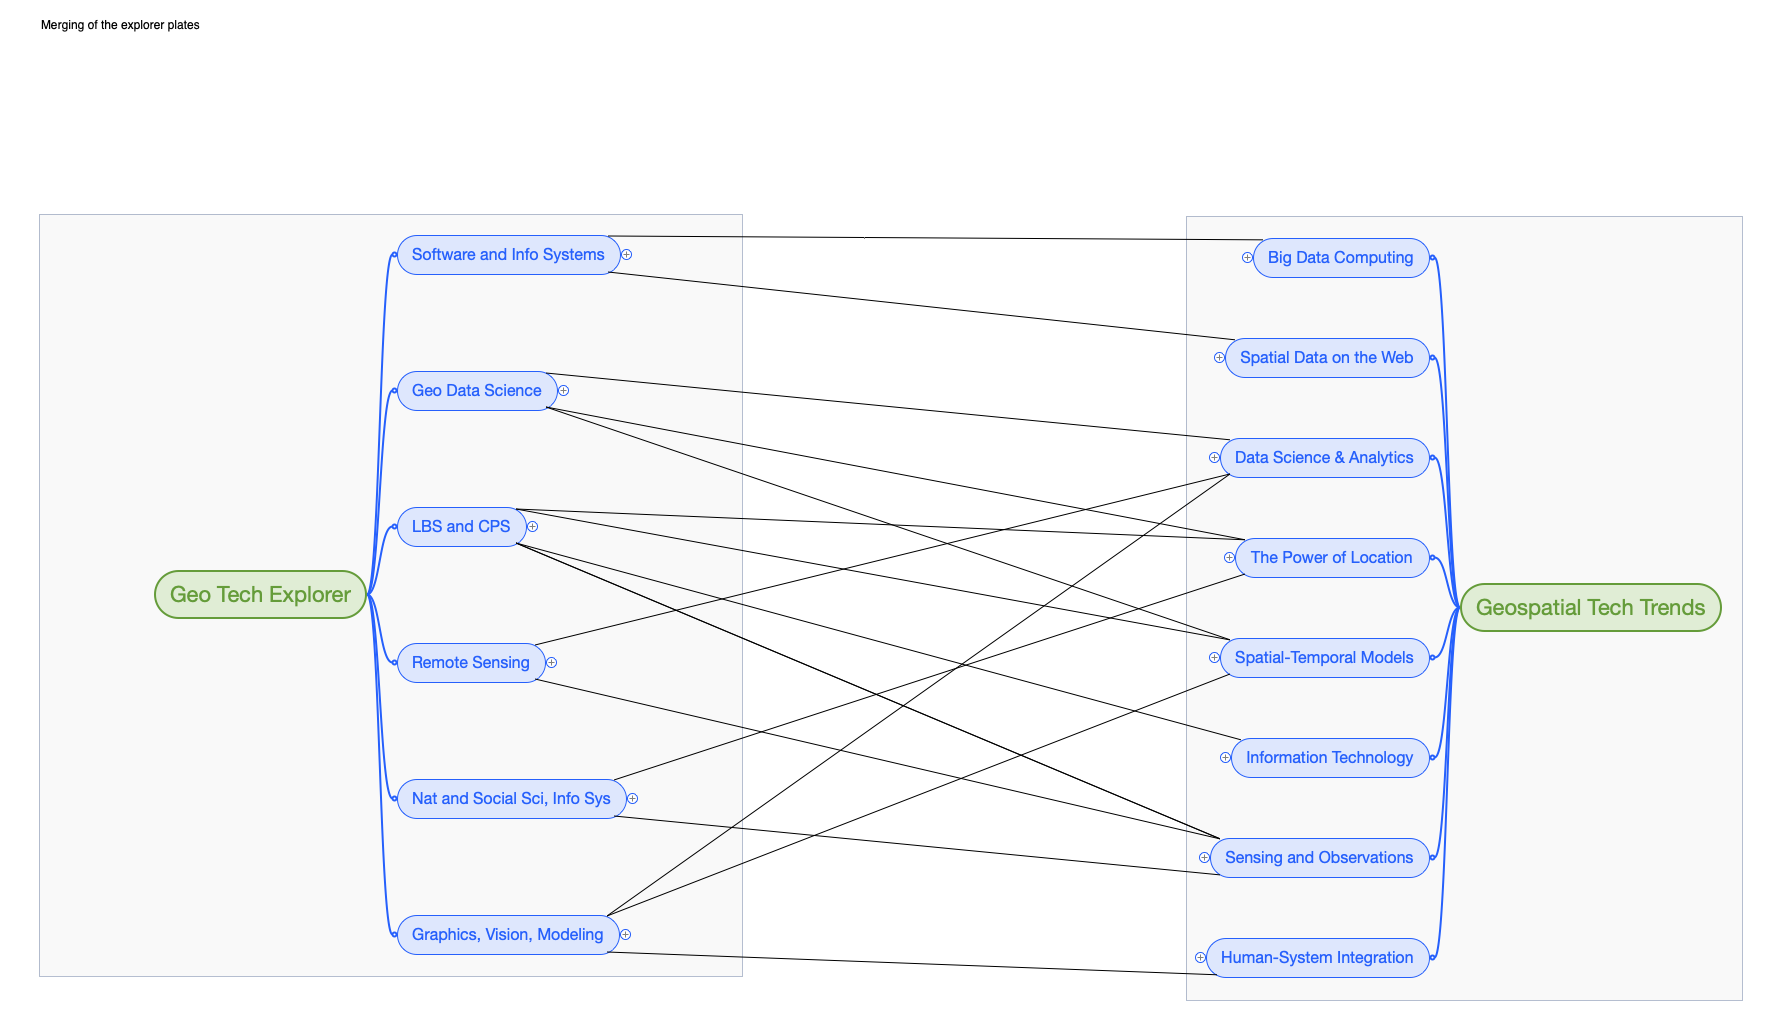 Merging of the explorer plates
Geo Tech Explorer
Software and Info Systems
Geo Data Science
LBS and CPS
Remote Sensing
Nat and Social Sci, Info Sys
Graphics, Vision, Modeling
Big Data Computing
Spatial Data on the Web
Data Science & Analytics
The Power of Location
Spatial-Temporal Models
Information Technology
Sensing and Observations
Human-System Integration
Geospatial Tech Trends